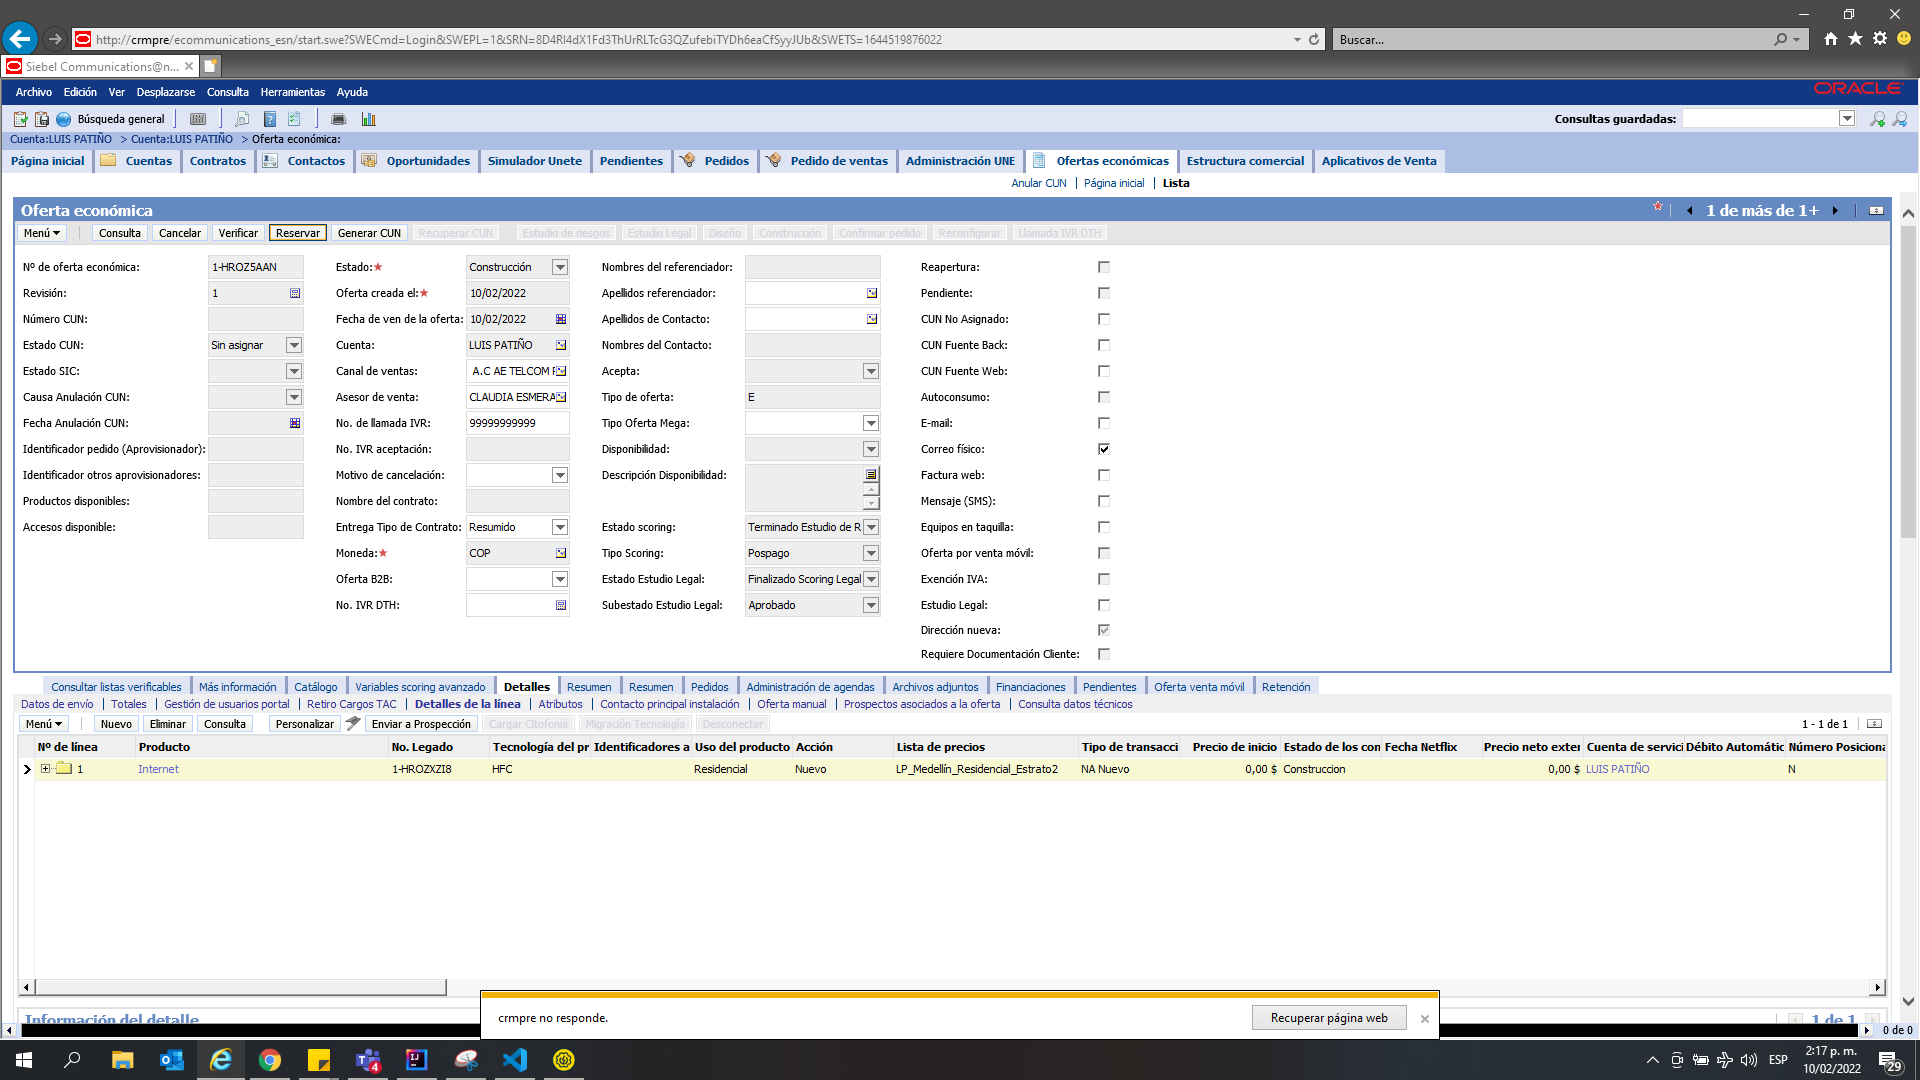 http://crmpre/ecommunications_esn/start.swe?SWECmd=Login&SWEPL=1&SRN=8D4RI4dX1Fd3ThUrRLTcG3QZufebiTYDh6eaCfSyyJUb&SWETS=1644519876022
Buscar...
Siebel Communications@n...
Archivo Edición Ver Desplazarse Consulta Herramientas Ayuda
ORACLE
Búsqueda general
Consultas guardadas:
Cuenta:LUIS PATIÑO > Cuenta:LUIS PATIÑO > Oferta económica:
Página inicial Cuentas Contratos Contactos Oportunidades Simulador Unete Pendientes Pedidos Pedido de ventas Administración UNE Ofertas económicas Estructura comercial Aplicativos de Venta
Anular CUN | Página inicial | Lista
Oferta económica
1 de más de 1+
Menú Consulta Cancelar Verificar Reservar Generar CUN Recuperar CUN Estudio de riesgos Estudio Legal Diseño Construcción Confirmar pedido Reconfigurar Llamada IVR DTH
Nº de oferta económica: 1-HROZ5AAN Estado: Construcción Nombres del referenciador: Reapertura:
Revisión: 1 Oferta creada el: 10/02/2022 Apellidos referenciador: Pendiente:
Número CUN: Fecha de ven de la oferta: 10/02/2022 Apellidos de Contacto: CUN No Asignado:
Estado CUN: Sin asignar Cuenta: LUIS PATIÑO Nombres del Contacto: CUN Fuente Back:
Estado SIC: Canal de ventas: A.C AE TELCOM Acepta: CUN Fuente Web:
Causa Anulación CUN: Asesor de venta: CLAUDIA ESMERA Tipo de oferta: E Autoconsumo:
Fecha Anulación CUN: No. de llamada IVR: 99999999999 Tipo Oferta Mega: E-mail:
Identificador pedido (Aprovisionador): No. IVR aceptación: Disponibilidad: Correo físico:
Identificador otros aprovisionadores: Motivo de cancelación: Descripción Disponibilidad: Factura web:
Productos disponibles: Nombre del contrato: Mensaje (SMS):
Accesos disponible: Entrega Tipo de Contrato: Resumido Estado scoring: Terminado Estudio de R Equipos en taquilla:
Moneda: COP Tipo Scoring: Pospago Oferta por venta móvil:
Oferta B2B: Estado Estudio Legal: Finalizado Scoring Legal Exención IVA:
No. IVR DTH: Subestado Estudio Legal: Aprobado Estudio Legal:
Dirección nueva:
Requiere Documentación Cliente:
Consultar listas verificables Más información Catálogo Variables scoring avanzado Detalles Resumen Resumen Pedidos Administración de agendas Archivos adjuntos Financiaciones Pendientes Oferta venta móvil Retención
Datos de envío | Totales | Gestión de usuarios portal | Retiro Cargos TAC | Detalles de la línea | Atributos | Contacto principal instalación | Oferta manual | Prospectos asociados a la oferta | Consulta datos técnicos
Menú Nuevo Eliminar Consulta Personalizar Enviar a Prospección Cargar Citofonía Migración Tecnología Desconectar
1 - 1 de 1
Nº de línea Producto No. Legado Tecnología del pr Identificadores a Uso del producto Acción Lista de precios Tipo de transacci Precio de inicio Estado de los con Fecha Netflix Precio neto exter Cuenta de servici Débito Automátic Número Posiciona
1 Internet 1-HROZXZI8 HFC Residencial Nuevo LP_Medellín_Residencial_Estrato2 NA Nuevo 0,00 $ Construccion 0,00 $ LUIS PATIÑO N
Información del detalle
1 de 1
crmpre no responde.
Recuperar página web
0 de 0
4
ESP
2:17 p. m.
10/02/2022
29